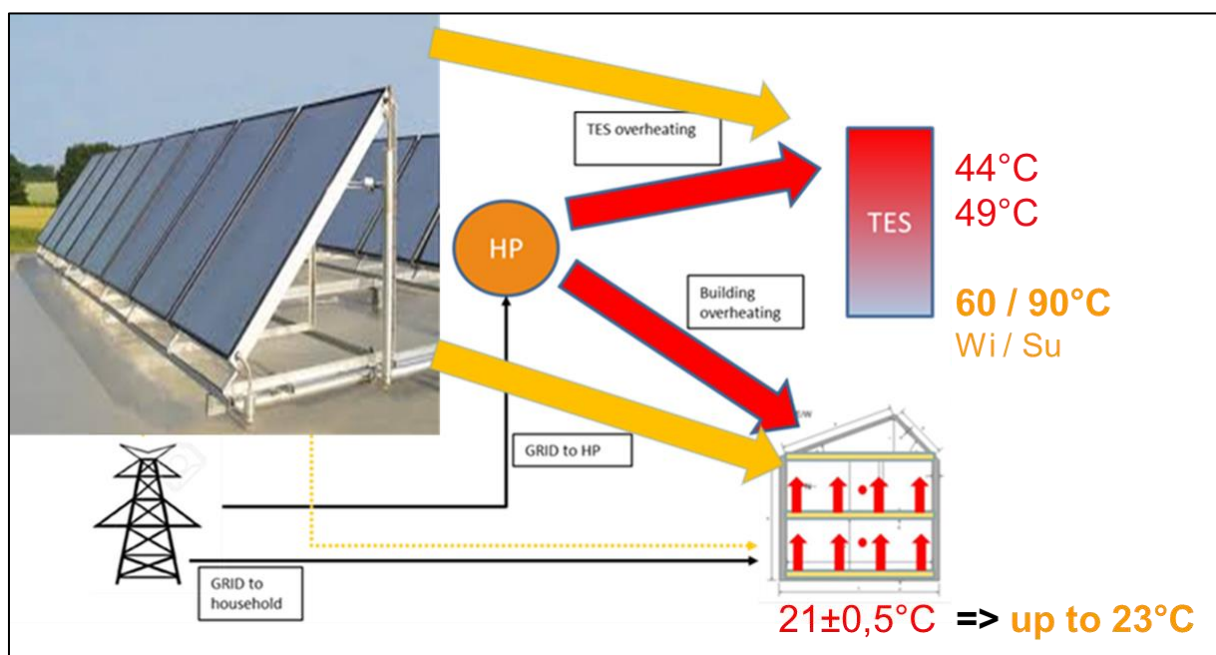 TES overheating
44°C
49°C
TES
HP
Building
overheating
60 / 90°C
Wi / Su
GRID to HP
GRID to
household
21±0,5°C => up to 23°C